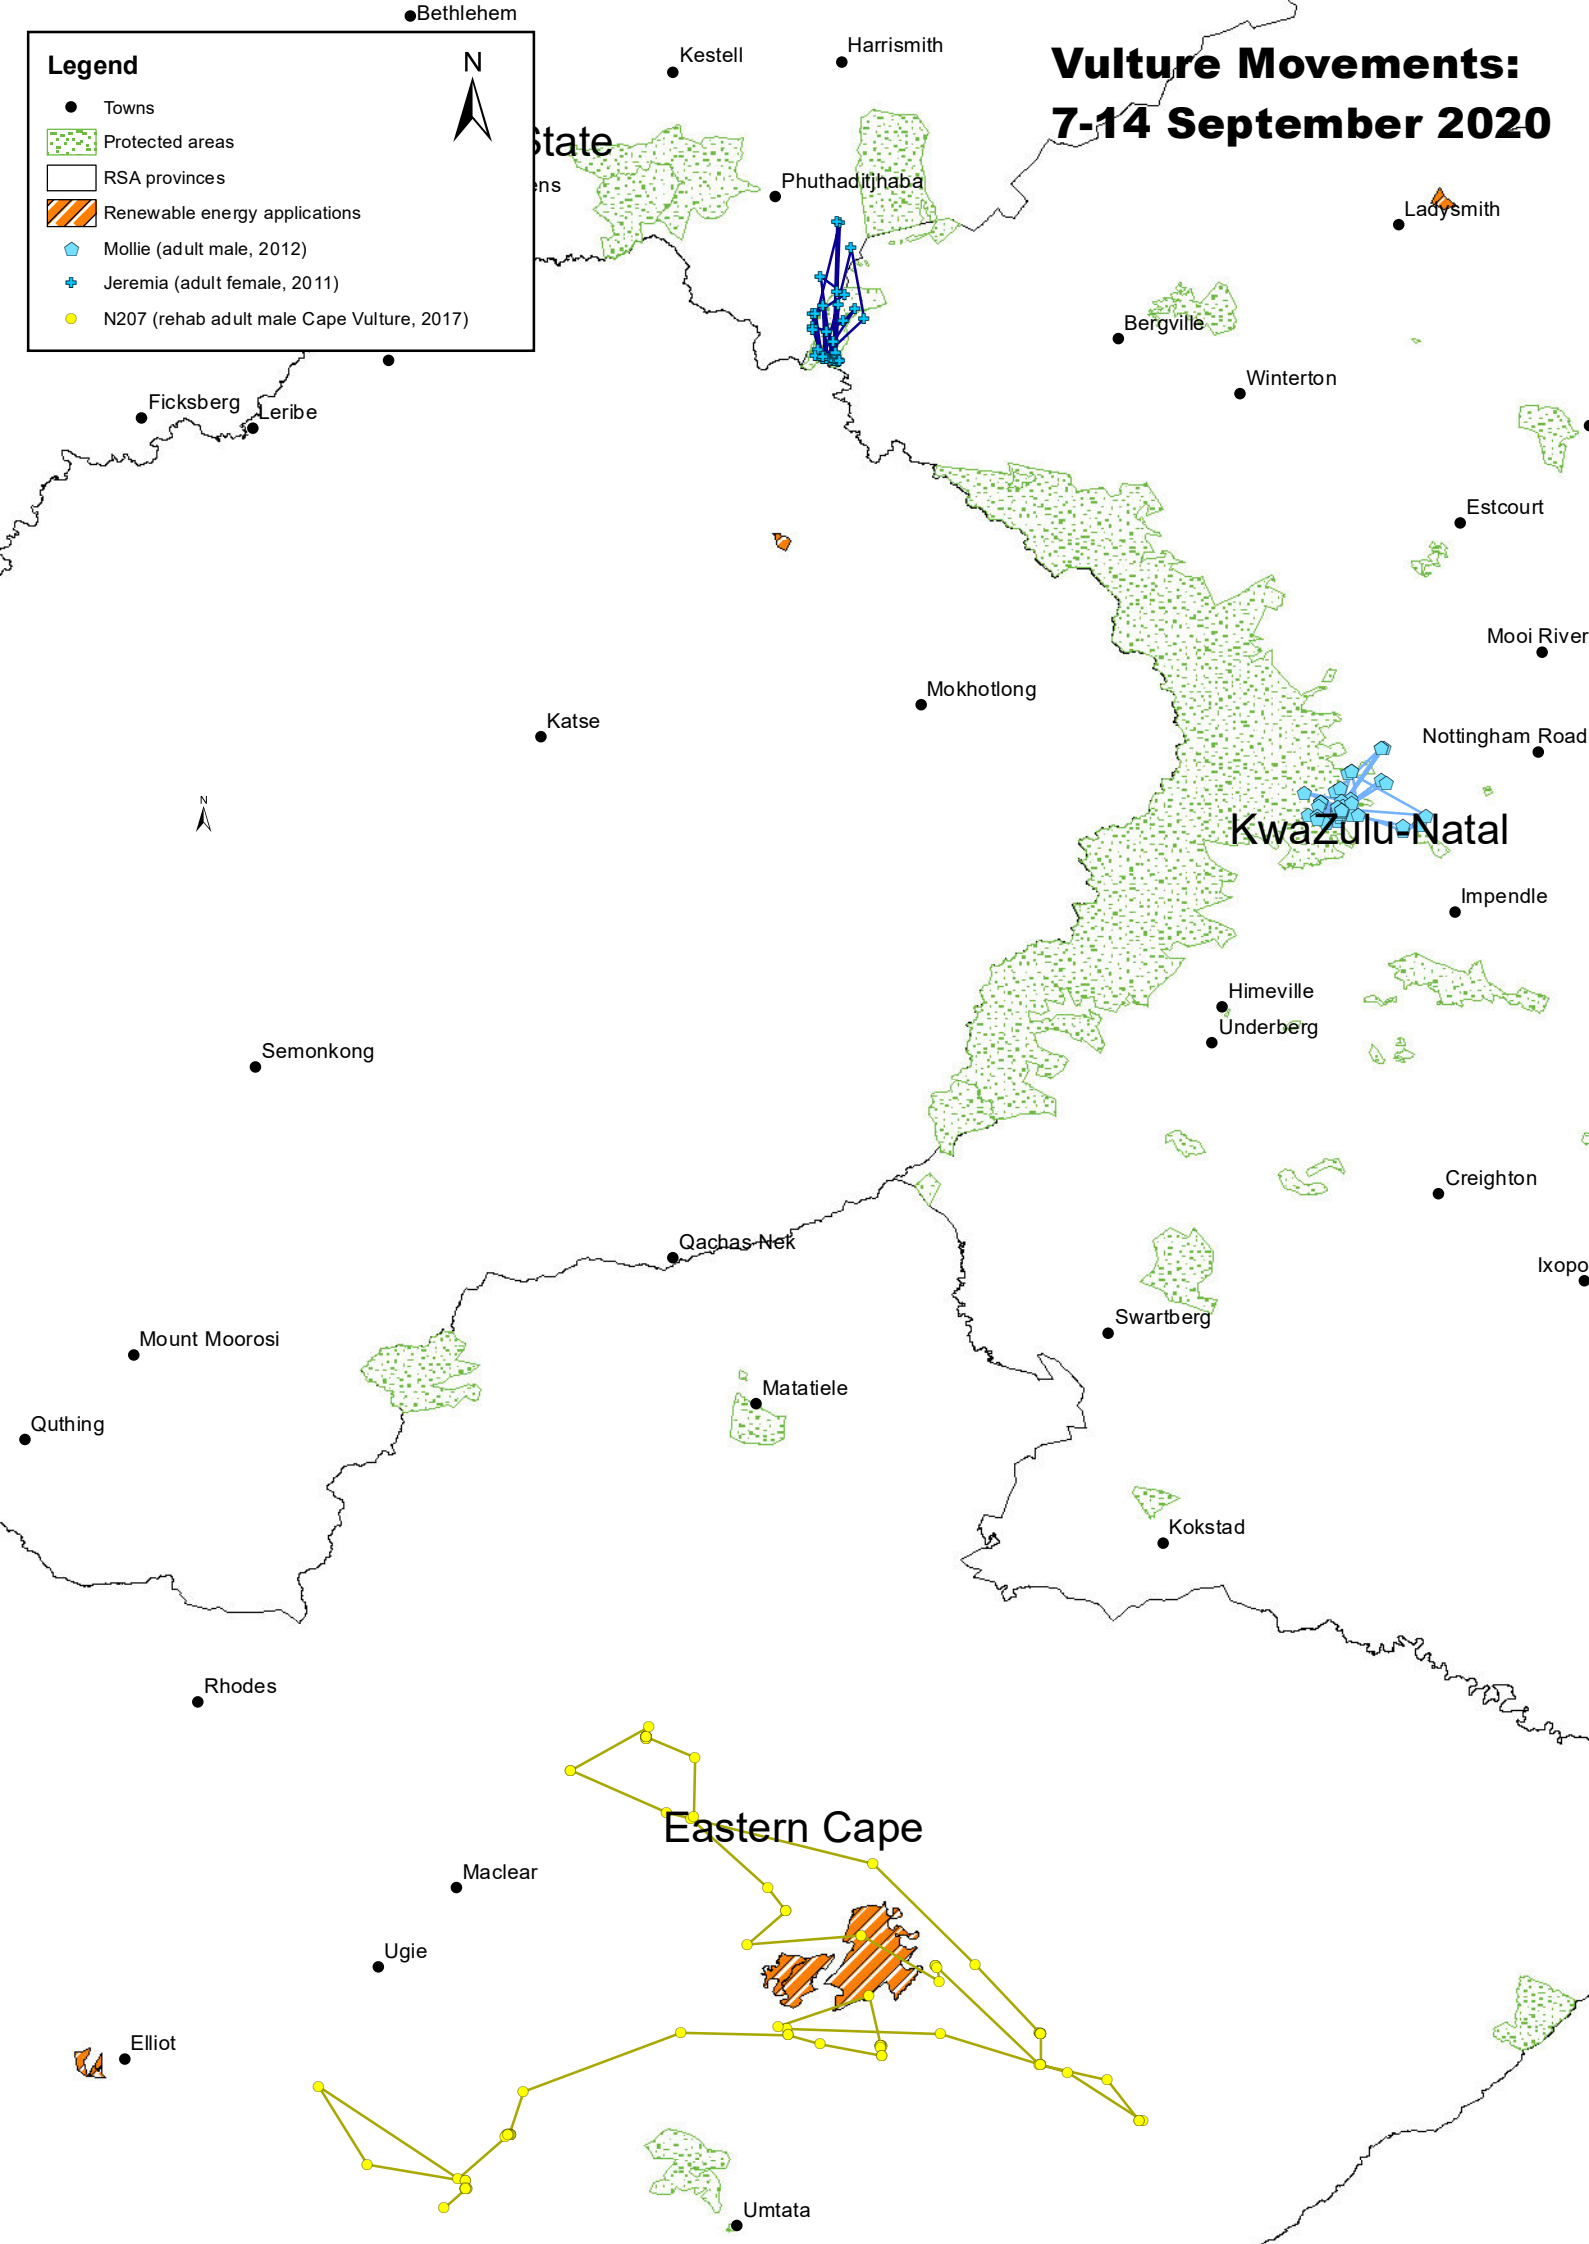 Bethlehem
Kestell
Harrismith
Vulture Movements:
7-14 September 2020
Legend
N
Towns
Protected areas
RSA provinces
Renewable energy applications
Mollie (adult male, 2012)
Jeremia (adult female, 2011)
N207 (rehab adult male Cape Vulture, 2017)
State
ens
Phuthaditjhaba
Ladysmith
Bergville
Winterton
Ficksberg
Leribe
Estcourt
Mooi River
Mokhotlong
Katse
Nottingham Road
N
KwaZulu-Natal
Impendle
Himeville
Underberg
Semonkong
Creighton
Qachas Nek
Ixopo
Swartberg
Mount Moorosi
Matatiele
Quthing
Kokstad
Rhodes
Eastern Cape
Maclear
Ugie
Elliot
Umtata